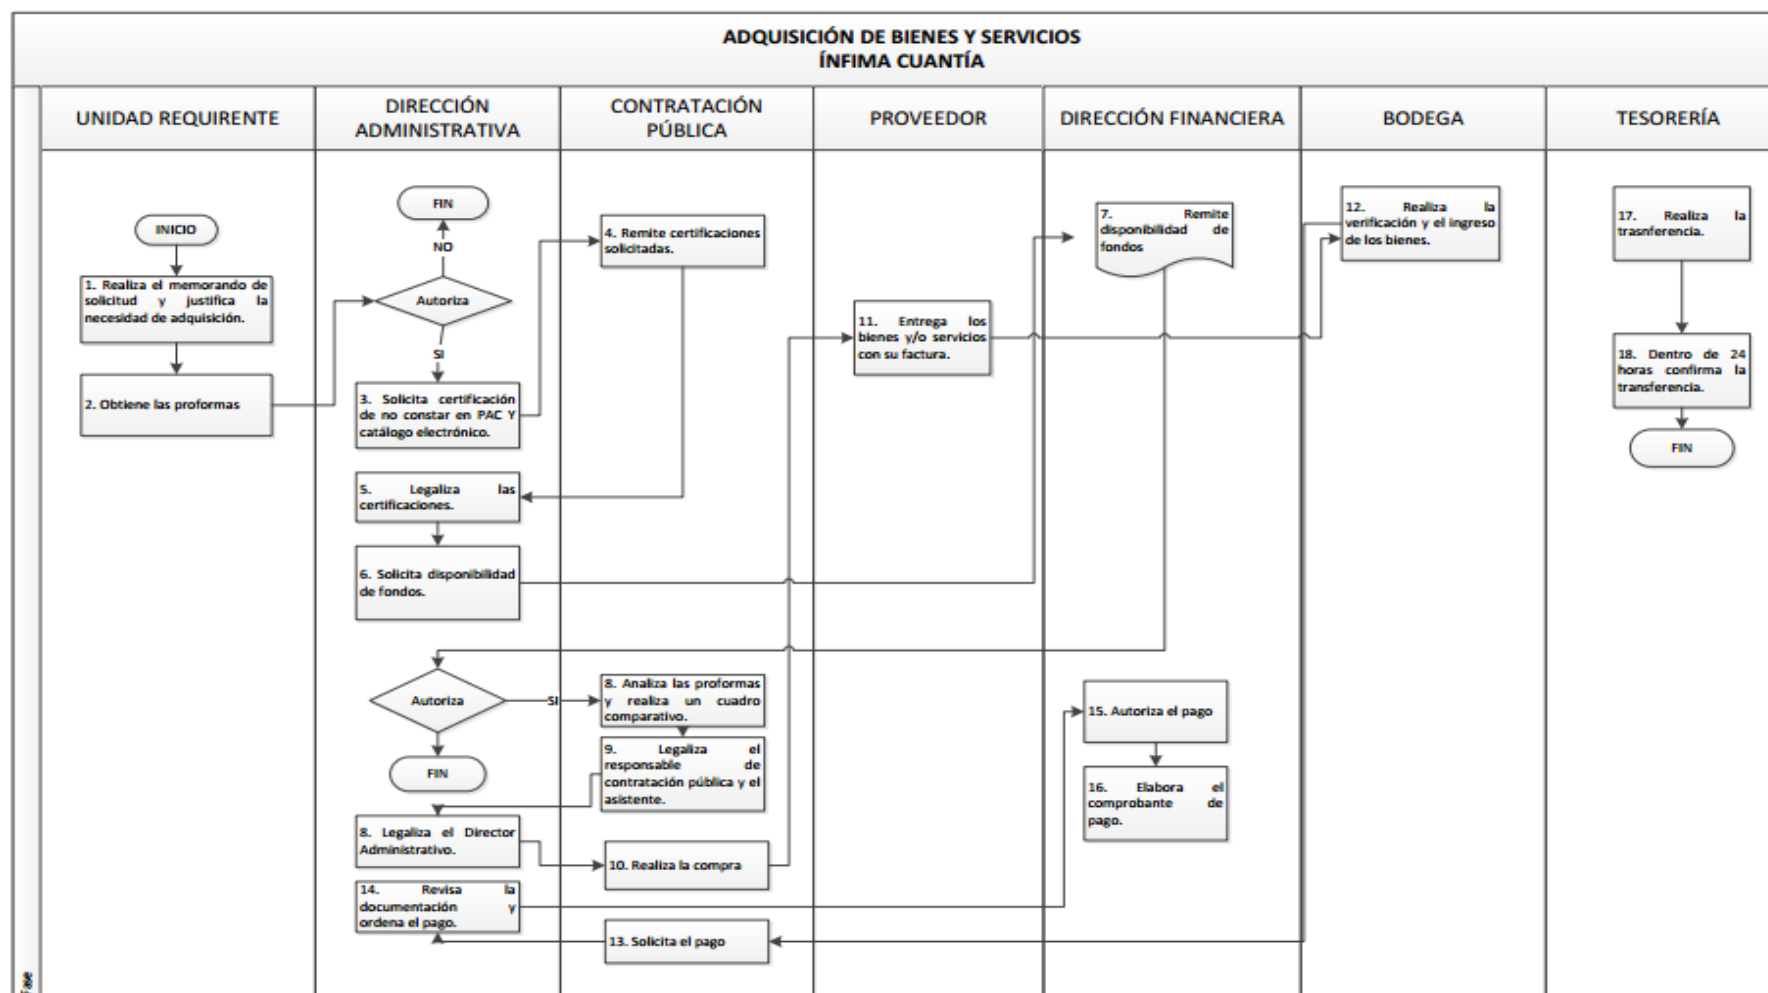 ADQUISICIÓN DE BIENES Y SERVICIOS
ÍNFIMA CUANTÍA
UNIDAD REQUIRENTE
DIRECCIÓN
ADMINISTRATIVA
CONTRATACIÓN
PÚBLICA
PROVEEDOR
DIRECCIÓN FINANCIERA
BODEGA
TESORERÍA
INICIO
1. Realiza el memorando de
solicitud y justifica la
necesidad de adquisición.
2. Obtiene las proformas
FIN
NO
Autoriza
SI
3. Solicita certificación
de no constar en PAC Y
catálogo electrónico.
4. Remite certificaciones
solicitadas.
5. Legaliza las
certificaciones.
6. Solicita disponibilidad
de fondos.
7. Remite
disponibilidad de
fondos
Autoriza
SI
FIN
8. Analiza las proformas
y realiza un cuadro
comparativo.
9. Legaliza el
responsable de
contratación pública y el
asistente.
8. Legaliza el Director
Administrativo.
10. Realiza la compra
11. Entrega los
bienes y/o servicios
con su factura.
12. Realiza la
verificación y el ingreso
de los bienes.
13. Solicita el pago
14. Revisa la
documentación y
ordena el pago.
15. Autoriza el pago
16. Elabora el
comprobante de
pago.
17. Realiza la
trasnferencia.
18. Dentro de 24
horas confirma la
transferencia.
FIN
Fase